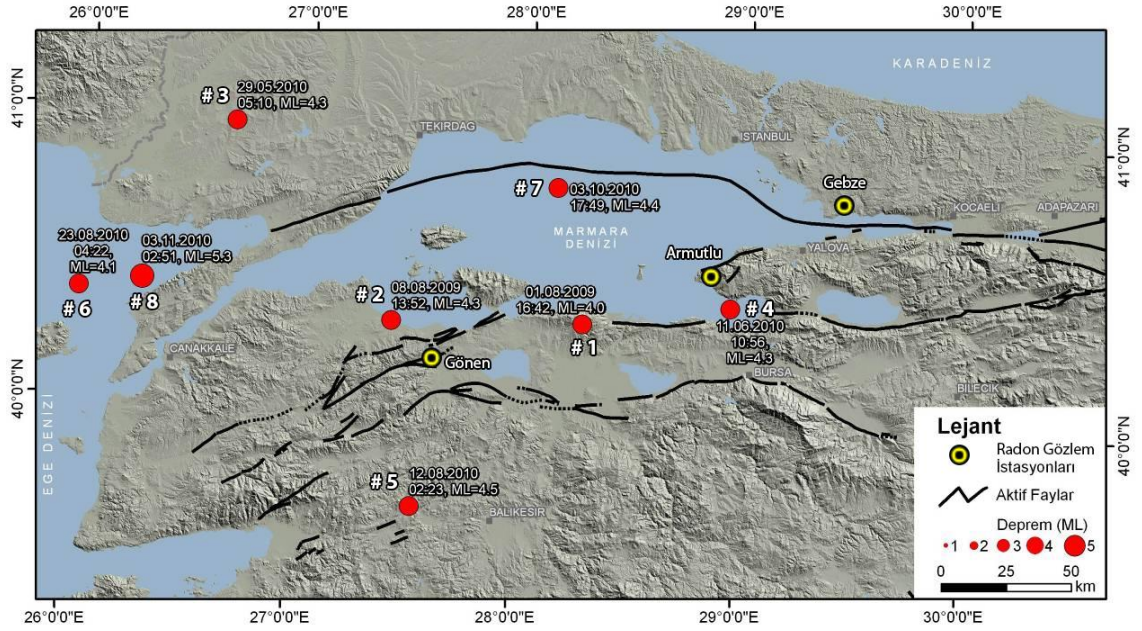 26°0'0"E
27°0'0"E
28°0'0"E
29°0'0"E
30°0'0"E
41°0'0"N
41°0'0"N
40°0'0"N
40°0'0"N
KARADENİZ
#3
29.05.2010
05:10, ML=4.3
TEKIRDAG
ISTANBUL
#7
03.10.2010
17:49, ML=4.4
Gebze
KOCAELI
ADAPAZARI
MARMARA
DENİZİ
YALOVA
Armutlu
23.08.2010
04:22,
ML=4.1
#6
03.11.2010
02:51, ML=5.3
#8
#2
08.08.2009
13:52, ML=4.3
01.08.2009
16:42, ML=4.0
#1
#4
11.06.2010
10:56,
ML=4.3
ÇANAKKALE
Gönen
BURSA
BİLECİK
EGE DENİZİ
#5
12.08.2010
02:23, ML=4.5
BALIKESİR
Lejant
Radon Gözlem
İstasyonları
Aktif Faylar
Deprem (ML)
1 2 3 4 5
0 25 50
km
26°0'0"E
27°0'0"E
28°0'0"E
29°0'0"E
30°0'0"E